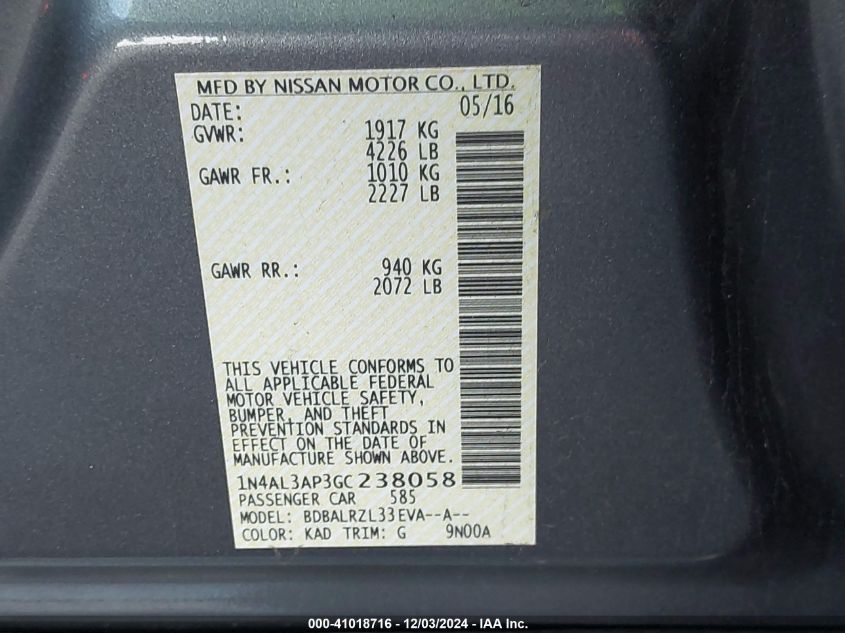 MFD BY NISSAN MOTOR CO., LTD.
DATE: 05/16
GVWR: 1917 KG
4226 LB
GAWR FR.: 1010 KG
2227 LB
GAWR RR.: 940 KG
2072 LB
THIS VEHICLE CONFORMS TO
ALL APPLICABLE FEDERAL
MOTOR VEHICLE SAFETY,
BUMPER, AND THEFT
PREVENTION STANDARDS IN
EFFECT ON THE DATE OF
MANUFACTURE SHOWN ABOVE.
1N4AL3AP3GC238058
PASSENGER CAR 585
MODEL: BDBALRZL33EVA--A--
COLOR: KAD TRIM: G 9N00A
000-41018716 - 12/03/2024 - IAA Inc.